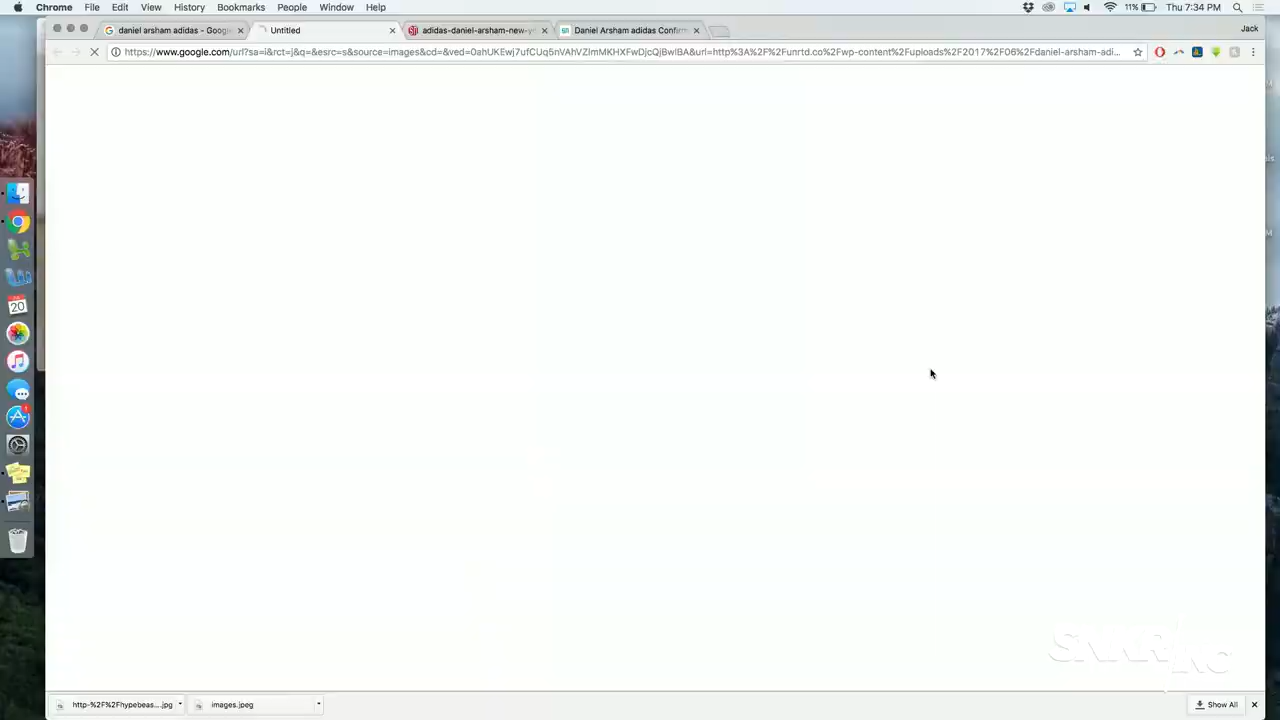 Chrome File Edit View History Bookmarks People Window Help 11% Thu 7:34 PM
daniel arsham adidas - Googl
Untitled
adidas-daniel-arsham-new-y
Daniel Arsham adidas Confirm
Jack
https://www.google.com/url?sa=i&rct=j&q=&esrc=s&source=images&cd=&ved=0ahUKEwj7ufCUq5nVAhVZImMKHXFwDjcQjBwIBA&url=http%3A%2F%2Funrtd.co%2Fwp-content%2Fuploads%2F2017%2F06%2Fdaniel-arsham-adi...
20
http-%2F%2Fhypebeas....jpg
images.jpeg
Show All